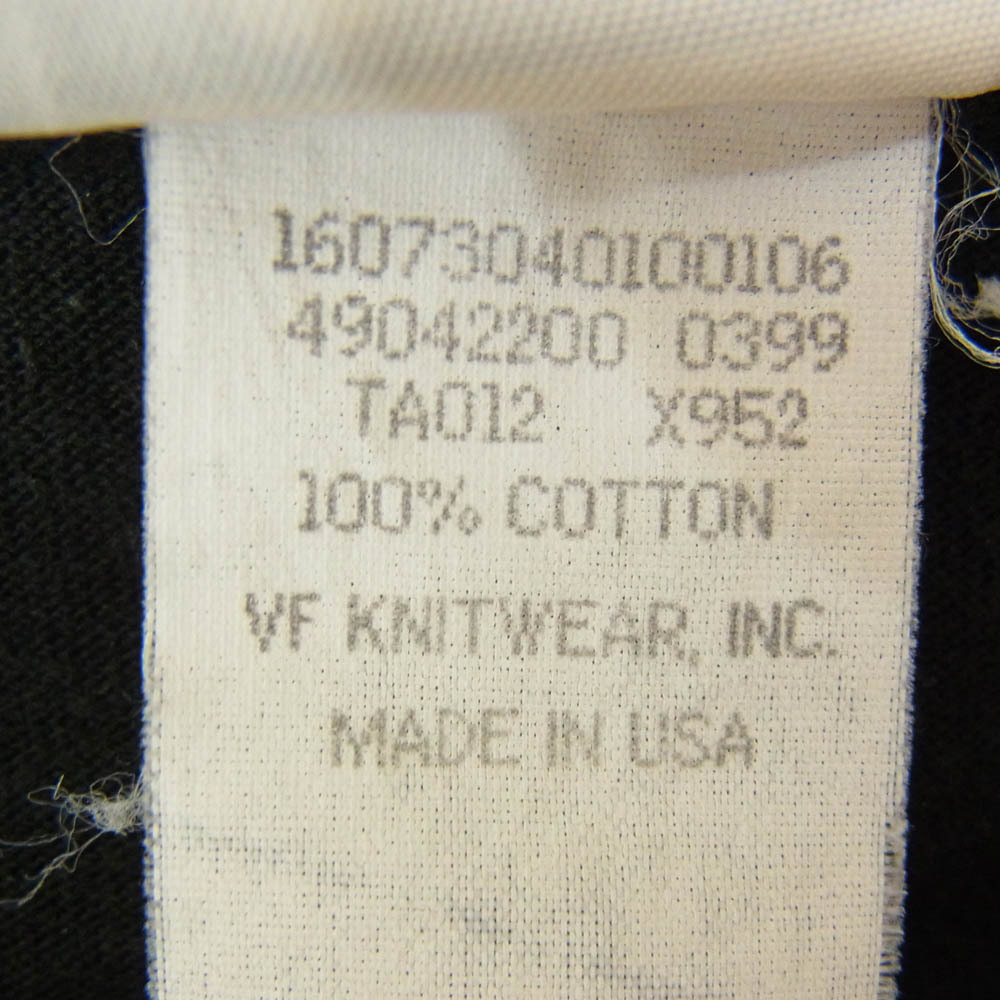 16073040100106
49042200 0399
TA012 X952
100% COTTON
VF KNITWEAR, INC.
MADE IN USA